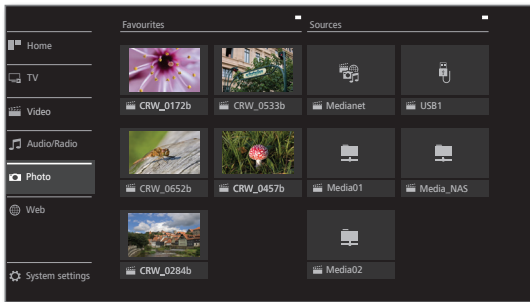 Favourites
Sources
Home
TV
Video
Audio/Radio
Photo
Web
System settings
CRW_0172b
CRW_0533b
Medianet
USB1
CRW_0652b
CRW_0457b
Media01
Media_NAS
CRW_0284b
Media02